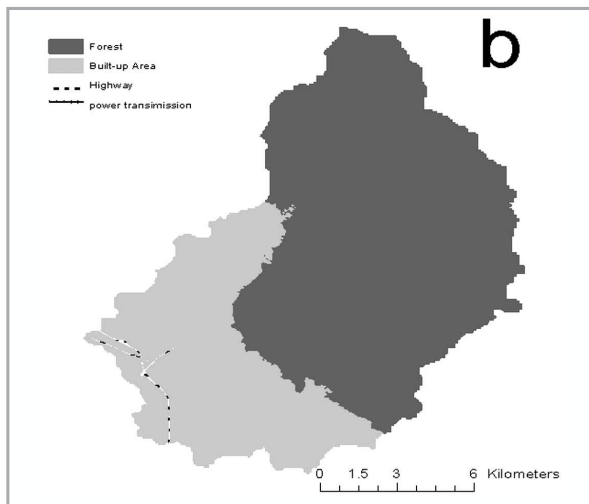 b
Forest
Built-up Area
Highway
power transimission
0 1.5 3 6 Kilometers